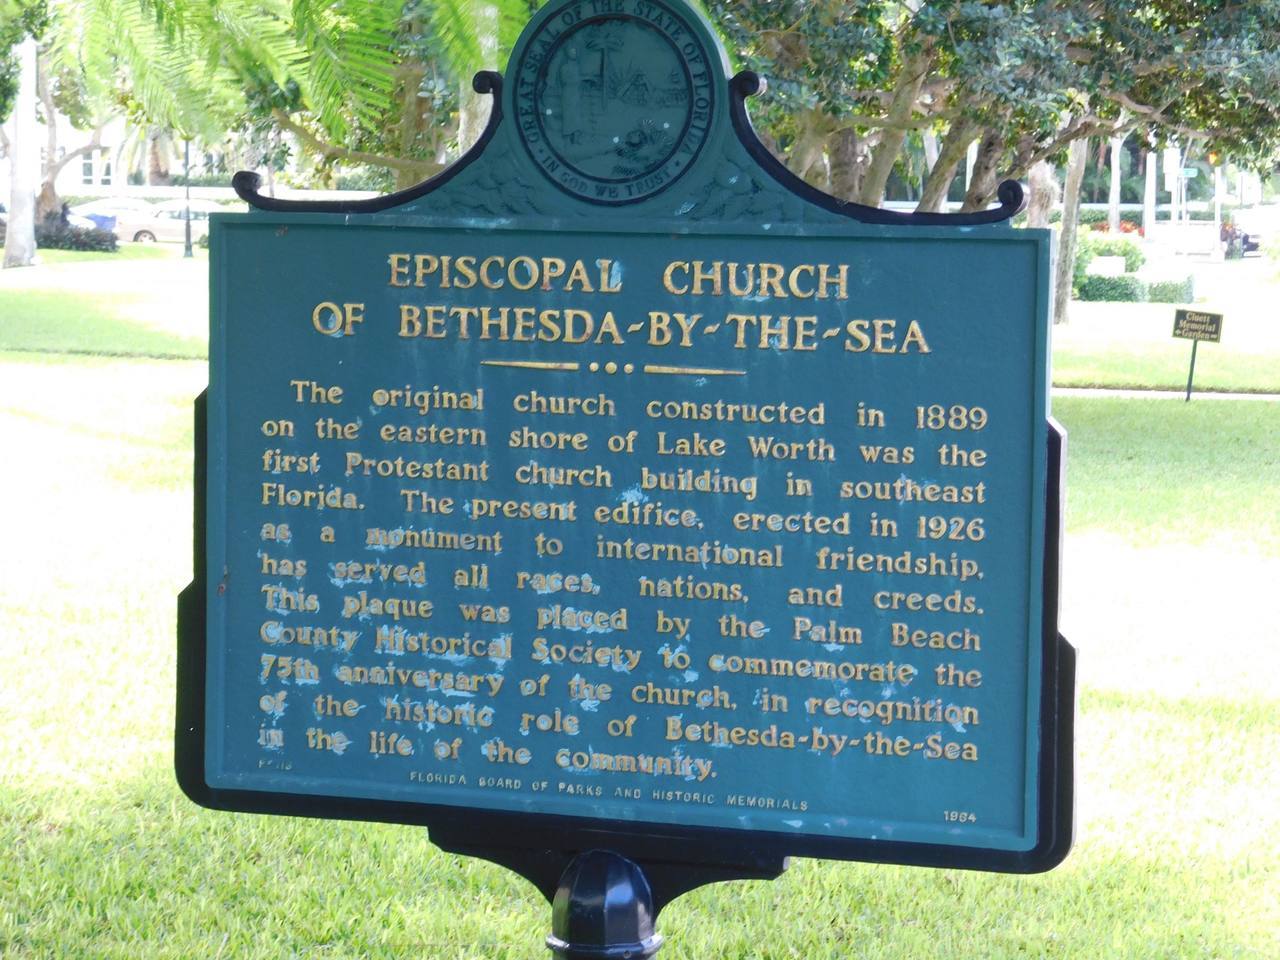 GREAT SEAL OF THE STATE OF FLORIDA
IN GOD WE TRUST
EPISCOPAL CHURCH
OF BETHESDA-BY-THE-SEA
The original church constructed in 1889
on the eastern shore of Lake Worth was the
first Protestant church building in southeast
Florida. The present edifice, erected in 1926
as a monument to international friendship,
has served all races, nations, and creeds.
This plaque was placed by the Palm Beach
County Historical Society to commemorate the
75th anniversary of the church, in recognition
of the historic role of Bethesda-by-the-Sea
in the life of the community.
FLORIDA BOARD OF PARKS AND HISTORIC MEMORIALS
1964
Cluett
Memorial
Garden